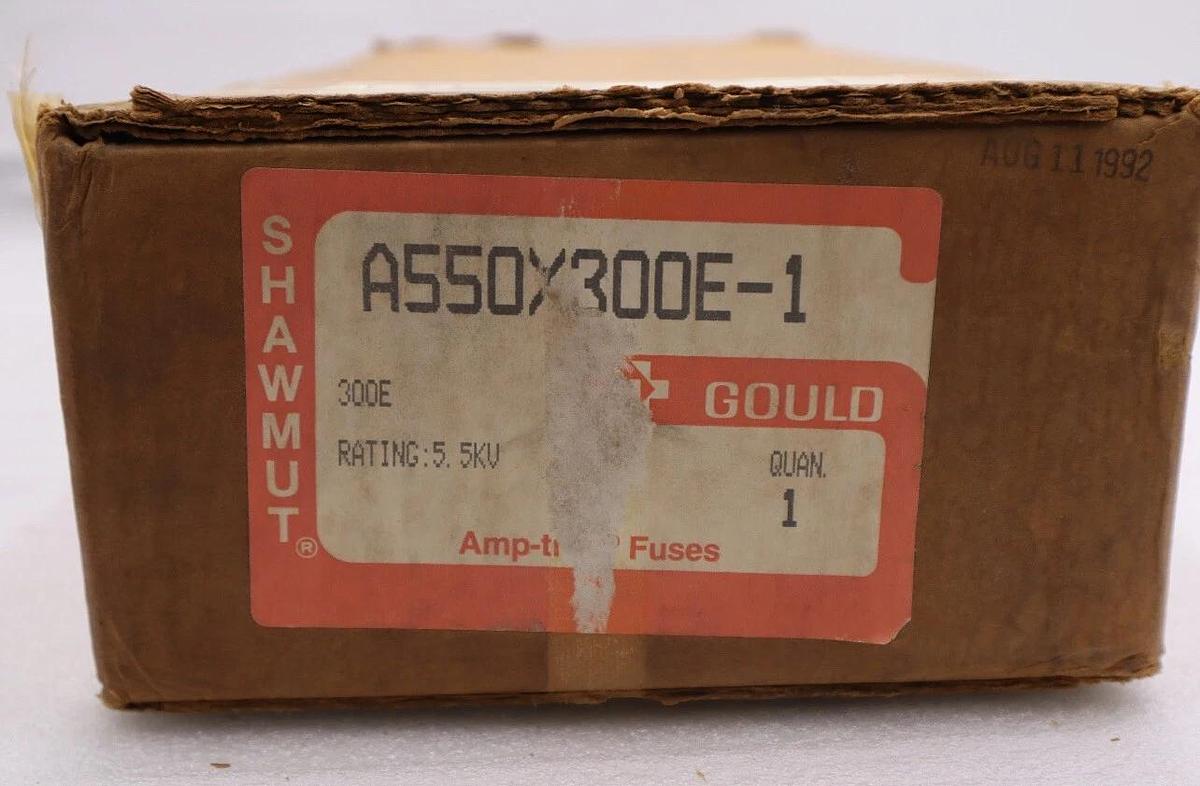 AUG 11 1992
SHAWMUT®
A550X300E-1
300E
GOULD
RATING:5.5KV
QUAN.
1
Fuses